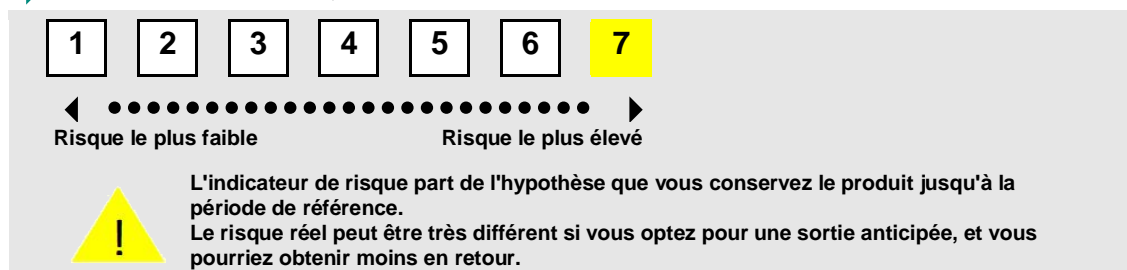 1 2 3 4 5 6 7
Risque le plus faible Risque le plus élevé
!
L'indicateur de risque part de l'hypothèse que vous conservez le produit jusqu'à la
période de référence.
Le risque réel peut être très différent si vous optez pour une sortie anticipée, et vous
pourriez obtenir moins en retour.